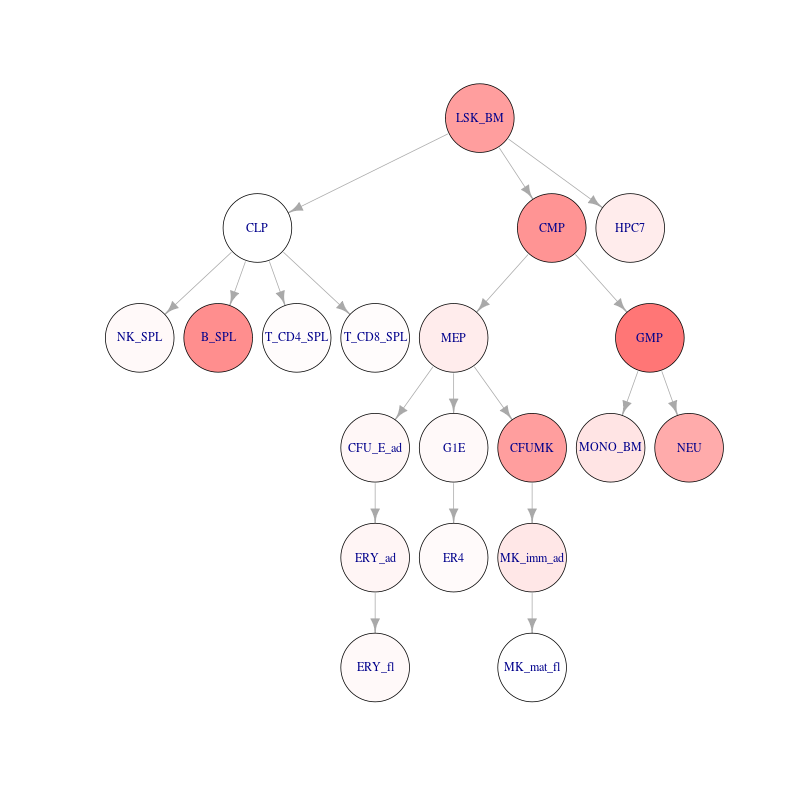 LSK_BM
CLP
CMP
HPC7
NK_SPL
B_SPL
T_CD4_SPL
T_CD8_SPL
MEP
GMP
CFU_E_ad
G1E
CFUMK
MONO_BM
NEU
ERY_ad
ER4
MK_imm_ad
ERY_fl
MK_mat_fl